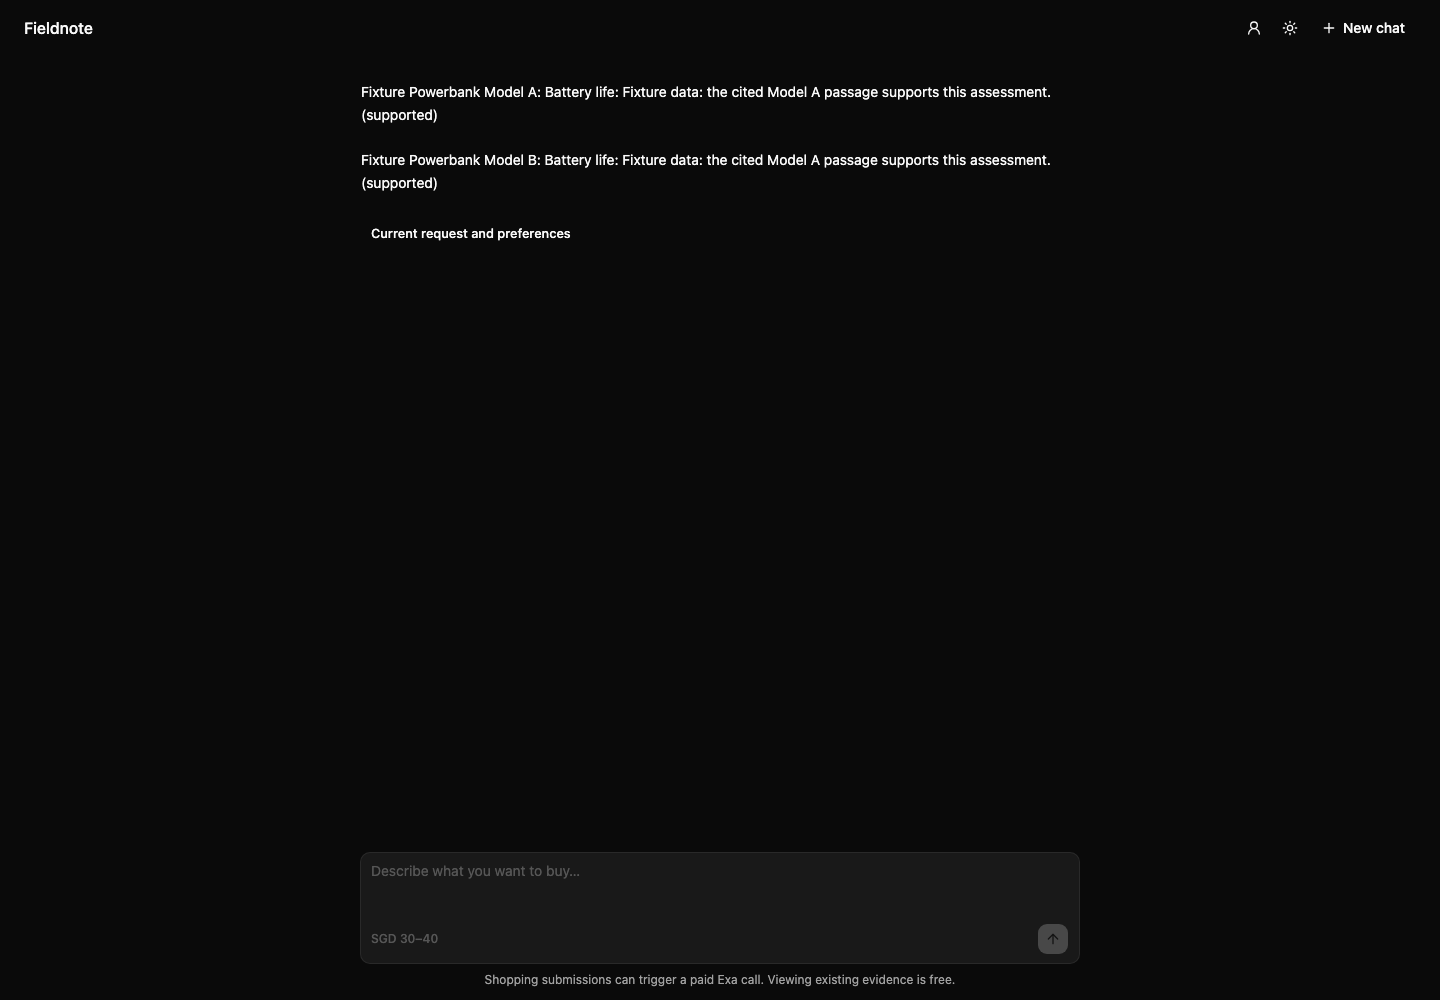 Fieldnote
New chat
Fixture Powerbank Model A: Battery life: Fixture data: the cited Model A passage supports this assessment.
(supported)
Fixture Powerbank Model B: Battery life: Fixture data: the cited Model A passage supports this assessment.
(supported)
Current request and preferences
Describe what you want to buy...
SGD 30–40
Shopping submissions can trigger a paid Exa call. Viewing existing evidence is free.